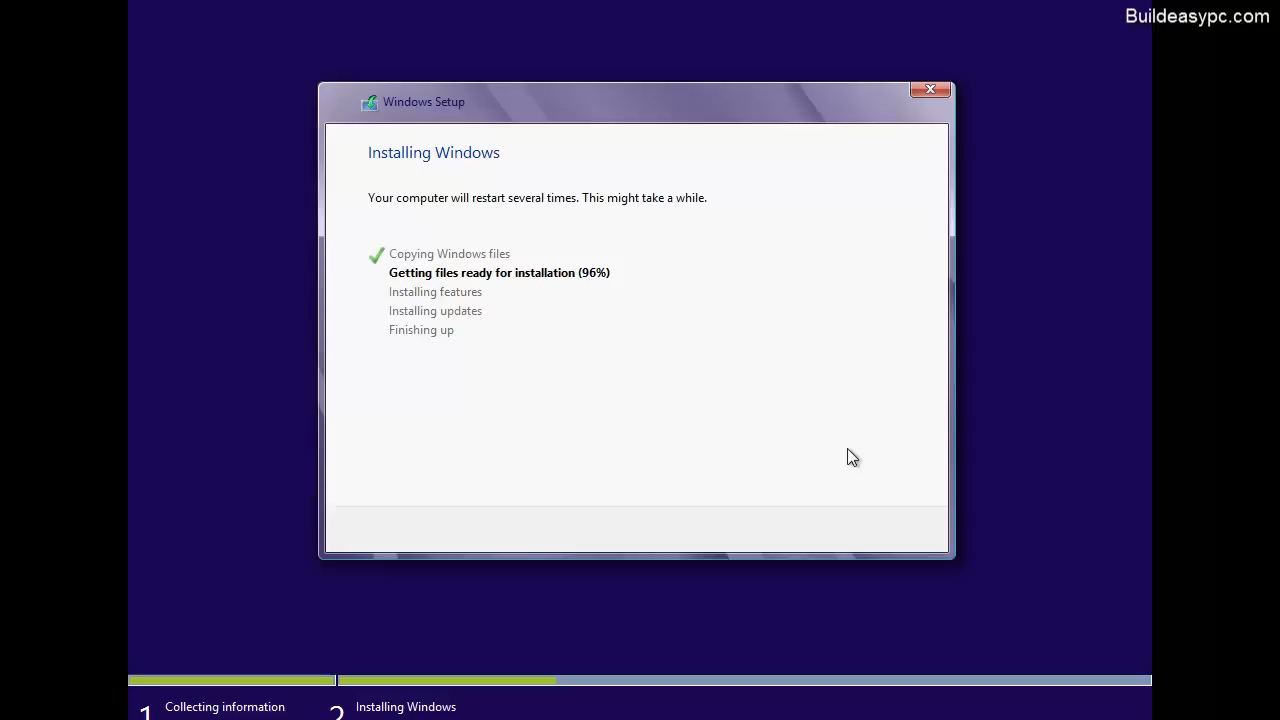 Buildeasypc.com
Windows Setup
Installing Windows
Your computer will restart several times. This might take a while.
Copying Windows files
Getting files ready for installation (96%)
Installing features
Installing updates
Finishing up
1 Collecting information
2 Installing Windows